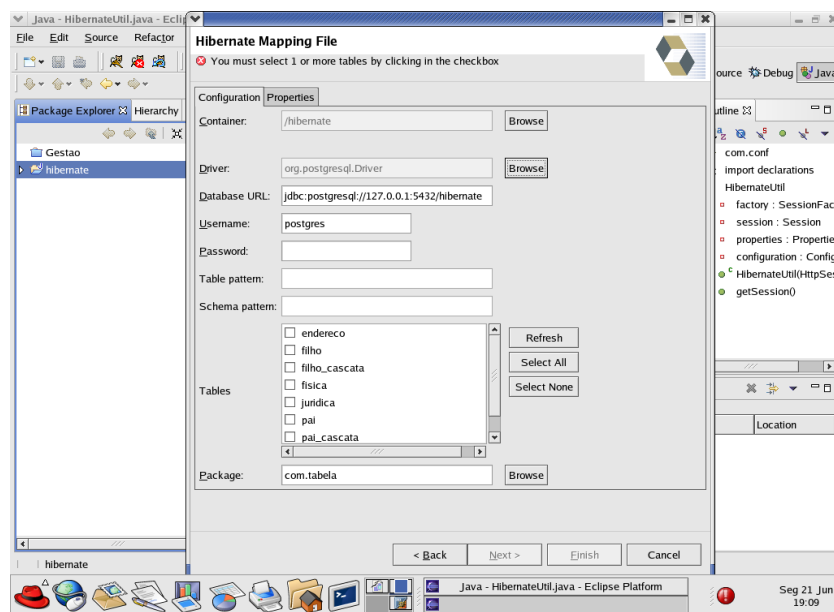 Java - HibernateUtil.java - Ecli
File Edit Source Refactor
Package Explorer Hierarchy
Gestao
hibernate
hibernate
Hibernate Mapping File
You must select 1 or more tables by clicking in the checkbox
Configuration Properties
Container: /hibernate Browse
Driver: org.postgresql.Driver Browse
Database URL: jdbc:postgresql://127.0.0.1:5432/hibernate
Username: postgres
Password:
Table pattern:
Schema pattern:
Tables
endereco
filho
filho_cascata
fisica
juridica
pai
pai_cascata
Refresh
Select All
Select None
Package: com.tabela Browse
< Back Next > Finish Cancel
ource Debug Java
utline
com.conf
import declarations
HibernateUtil
factory : SessionFac
session : Session
properties : Propertie
configuration : Config
HibernateUtil(HttpSes
getSession()
Location
Java - HibernateUtil.java - Eclipse Platform
Seg 21 Jun
19:09